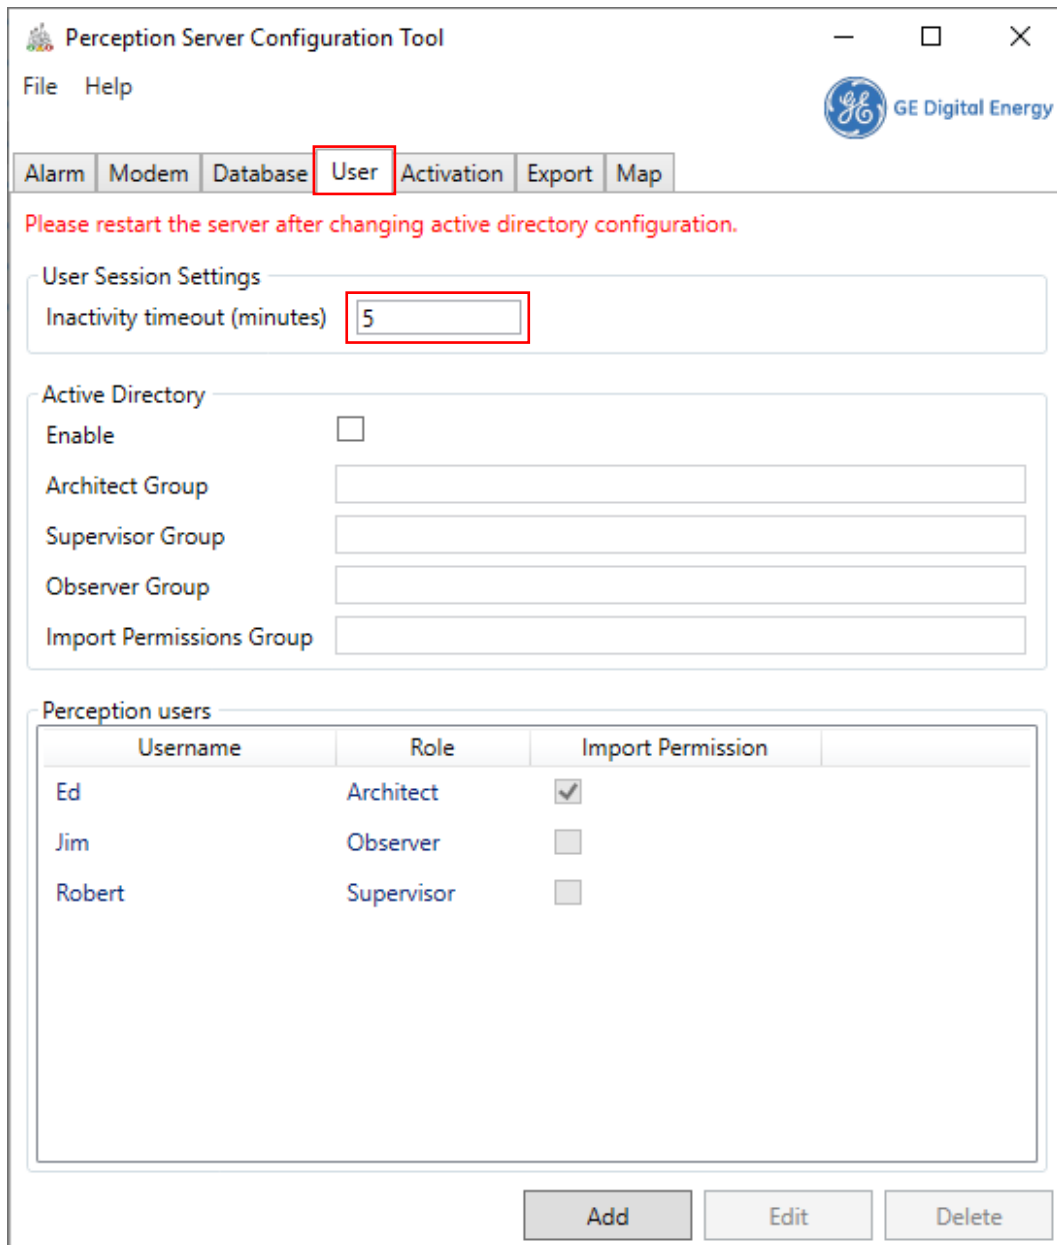 Perception Server Configuration Tool
File Help
GE Digital Energy
Alarm Modem Database User Activation Export Map
Please restart the server after changing active directory configuration.
User Session Settings
Inactivity timeout (minutes) 5
Active Directory
Enable
Architect Group
Supervisor Group
Observer Group
Import Permissions Group
Perception users
Username Role Import Permission
Ed Architect
Jim Observer
Robert Supervisor
Add Edit Delete